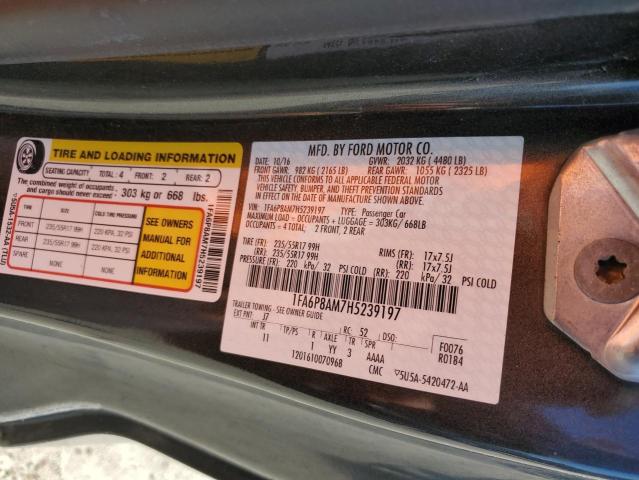 TIRE AND LOADING INFORMATION
SEATING CAPACITY TOTAL: 4 FRONT: 2 REAR: 2
The combined weight of occupants and cargo should never exceed: 303 kg or 668 lbs.
TIRE SIZE COLD TIRE PRESSURE
FRONT 235/55R17 99H 220 KPA, 32 PSI
REAR 235/55R17 99H 220 KPA, 32 PSI
SPARE NONE NONE
SEE OWNERS
MANUAL FOR
ADDITIONAL
INFORMATION
1FA6P8AM7H5239197
MFD. BY FORD MOTOR CO.
DATE: 10/16 GVWR: 2032 KG ( 4480 LB)
FRONT GAWR: 982 KG ( 2165 LB) REAR GAWR: 1055 KG ( 2325 LB)
THIS VEHICLE CONFORMS TO ALL APPLICABLE FEDERAL MOTOR
VEHICLE SAFETY, BUMPER, AND THEFT PREVENTION STANDARDS
IN EFFECT ON THE DATE OF MANUFACTURE SHOWN ABOVE.
VIN: 1FA6P8AM7H5239197 TYPE: Passenger Car
MAXIMUM LOAD = OCCUPANTS + LUGGAGE = 303KG/ 668LB
OCCUPANTS = 4 TOTAL: 2 FRONT, 2 REAR
TIRE (FR): 235/55R17 99H RIMS (FR): 17x7.5J
TIRE (RR): 235/55R17 99H RIMS (RR): 17x7.5J
PRESSURE (FR): 220 kPa/ 32 PSI COLD (RR): 220 kPa/ 32 PSI COLD
1FA6P8AM7H5239197
TRAILER TOWING - SEE OWNER GUIDE
EXT PNT: J7 RC: 52 DSO:
INT TR TP/PS R AXLE TR SPR
11 1 YY 3 AAAA
F0076
R0184
1201610070968 CMC 5U5A-5420472-AA